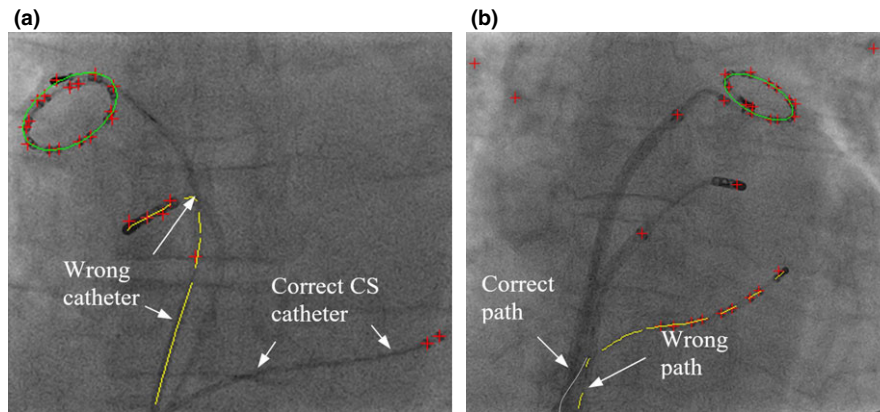 (a)
(b)
Wrong
catheter
Correct CS
catheter
Correct
path
Wrong
path